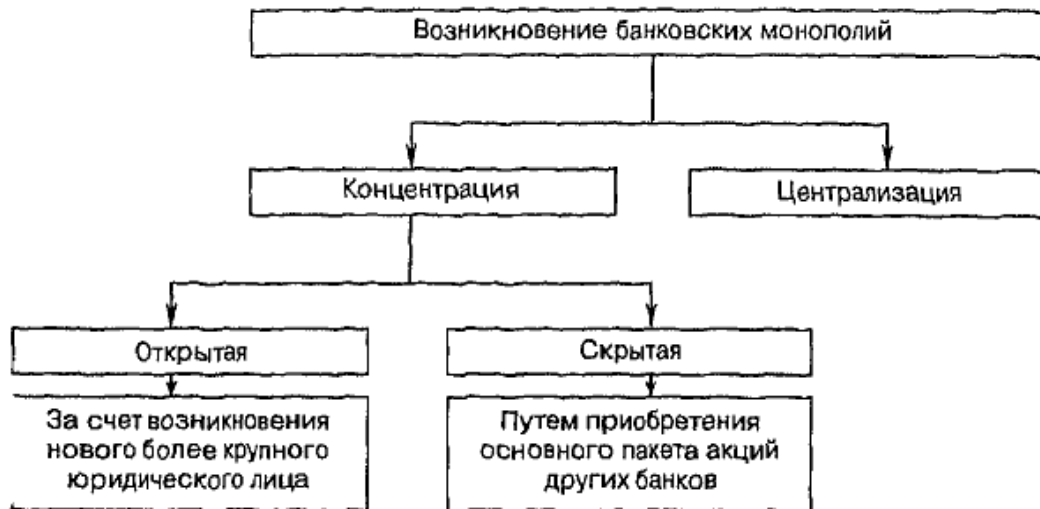 Возникновение банковских монополий
Концентрация
Централизация
Открытая
Скрытая
За счет возникновения
нового более крупного
юридического лица
Путем приобретения
основного пакета акций
других банков